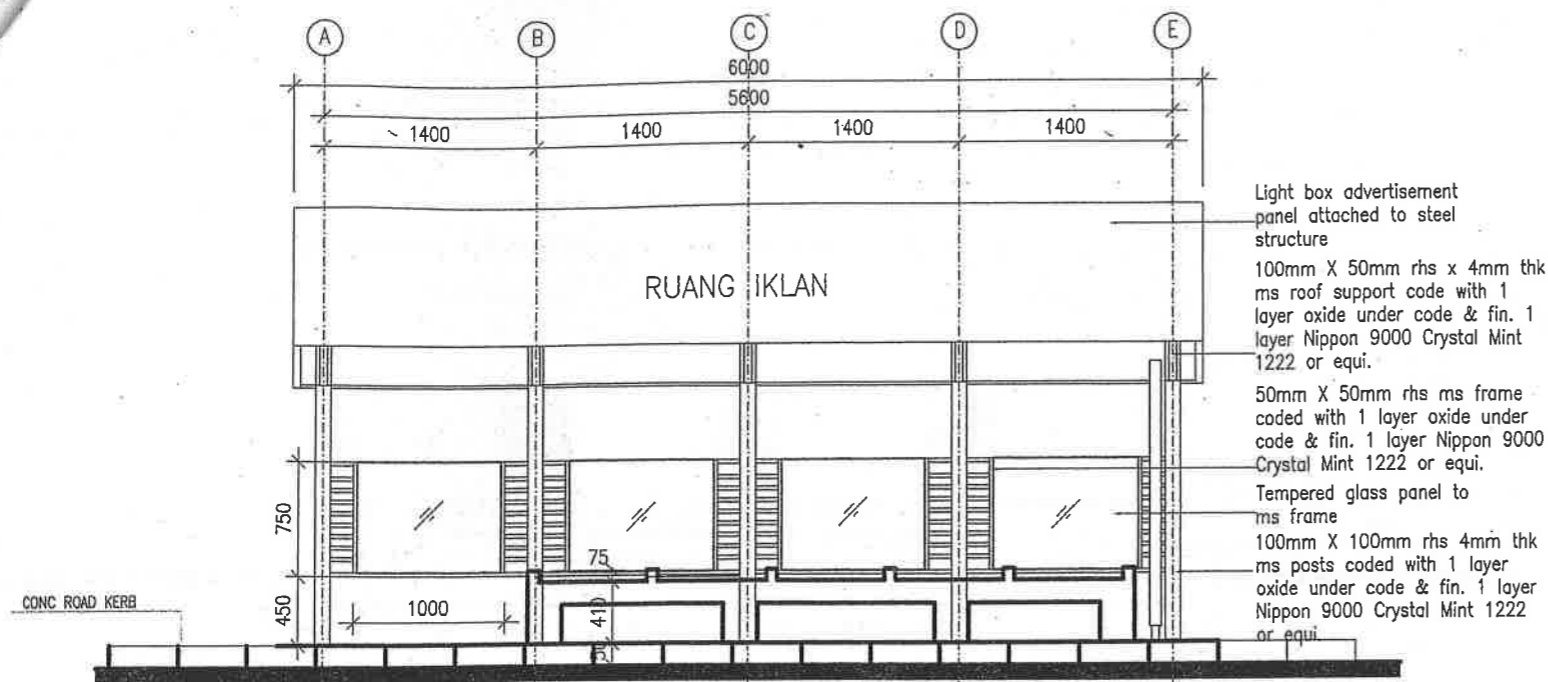 A
B
C
D
E
6000
5600
1400
1400
1400
1400
RUANG IKLAN
Light box advertisement
panel attached to steel
structure
100mm X 50mm rhs x 4mm thk
ms roof support code with 1
layer oxide under code & fin. 1
layer Nippon 9000 Crystal Mint
1222 or equi.
50mm X 50mm rhs ms frame
coded with 1 layer oxide under
code & fin. 1 layer Nippon 9000
Crystal Mint 1222 or equi.
Tempered glass panel to
ms frame
100mm X 100mm rhs 4mm thk
ms posts coded with 1 layer
oxide under code & fin. 1 layer
Nippon 9000 Crystal Mint 1222
or equi.
750
75
450
1000
410
CONC ROAD KERB